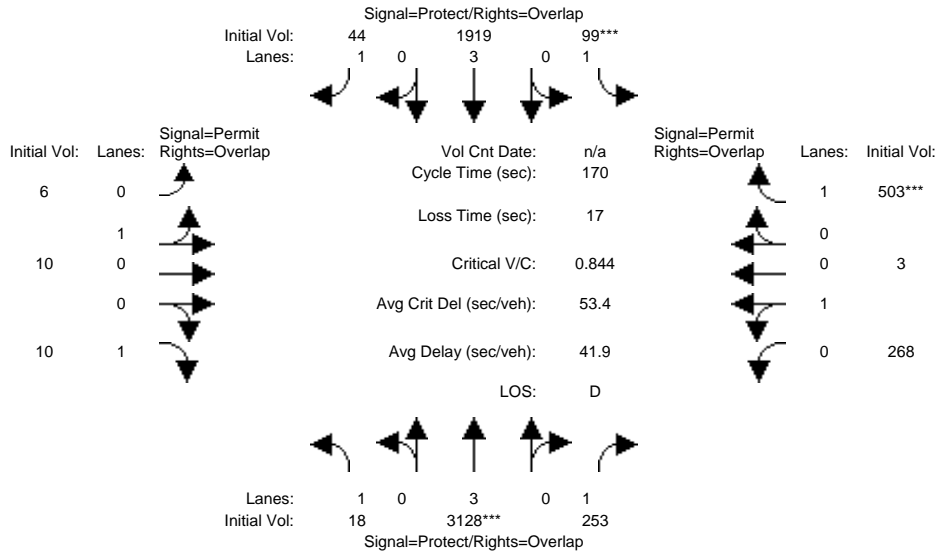 Signal=Protect/Rights=Overlap
Initial Vol: 44 1919 99***
Lanes: 1 0 3 0 1
Signal=Permit Signal=Permit
Initial Vol: Lanes: Rights=Overlap Vol Cnt Date: n/a Rights=Overlap Lanes: Initial Vol:
Cycle Time (sec): 170
6 0 1 503***
Loss Time (sec): 17
1 0
10 0 Critical V/C: 0.844 0 3
0 Avg Crit Del (sec/veh): 53.4 1
10 1 Avg Delay (sec/veh): 41.9 0 268
LOS: D
Lanes: 1 0 3 0 1
Initial Vol: 18 3128*** 253
Signal=Protect/Rights=Overlap